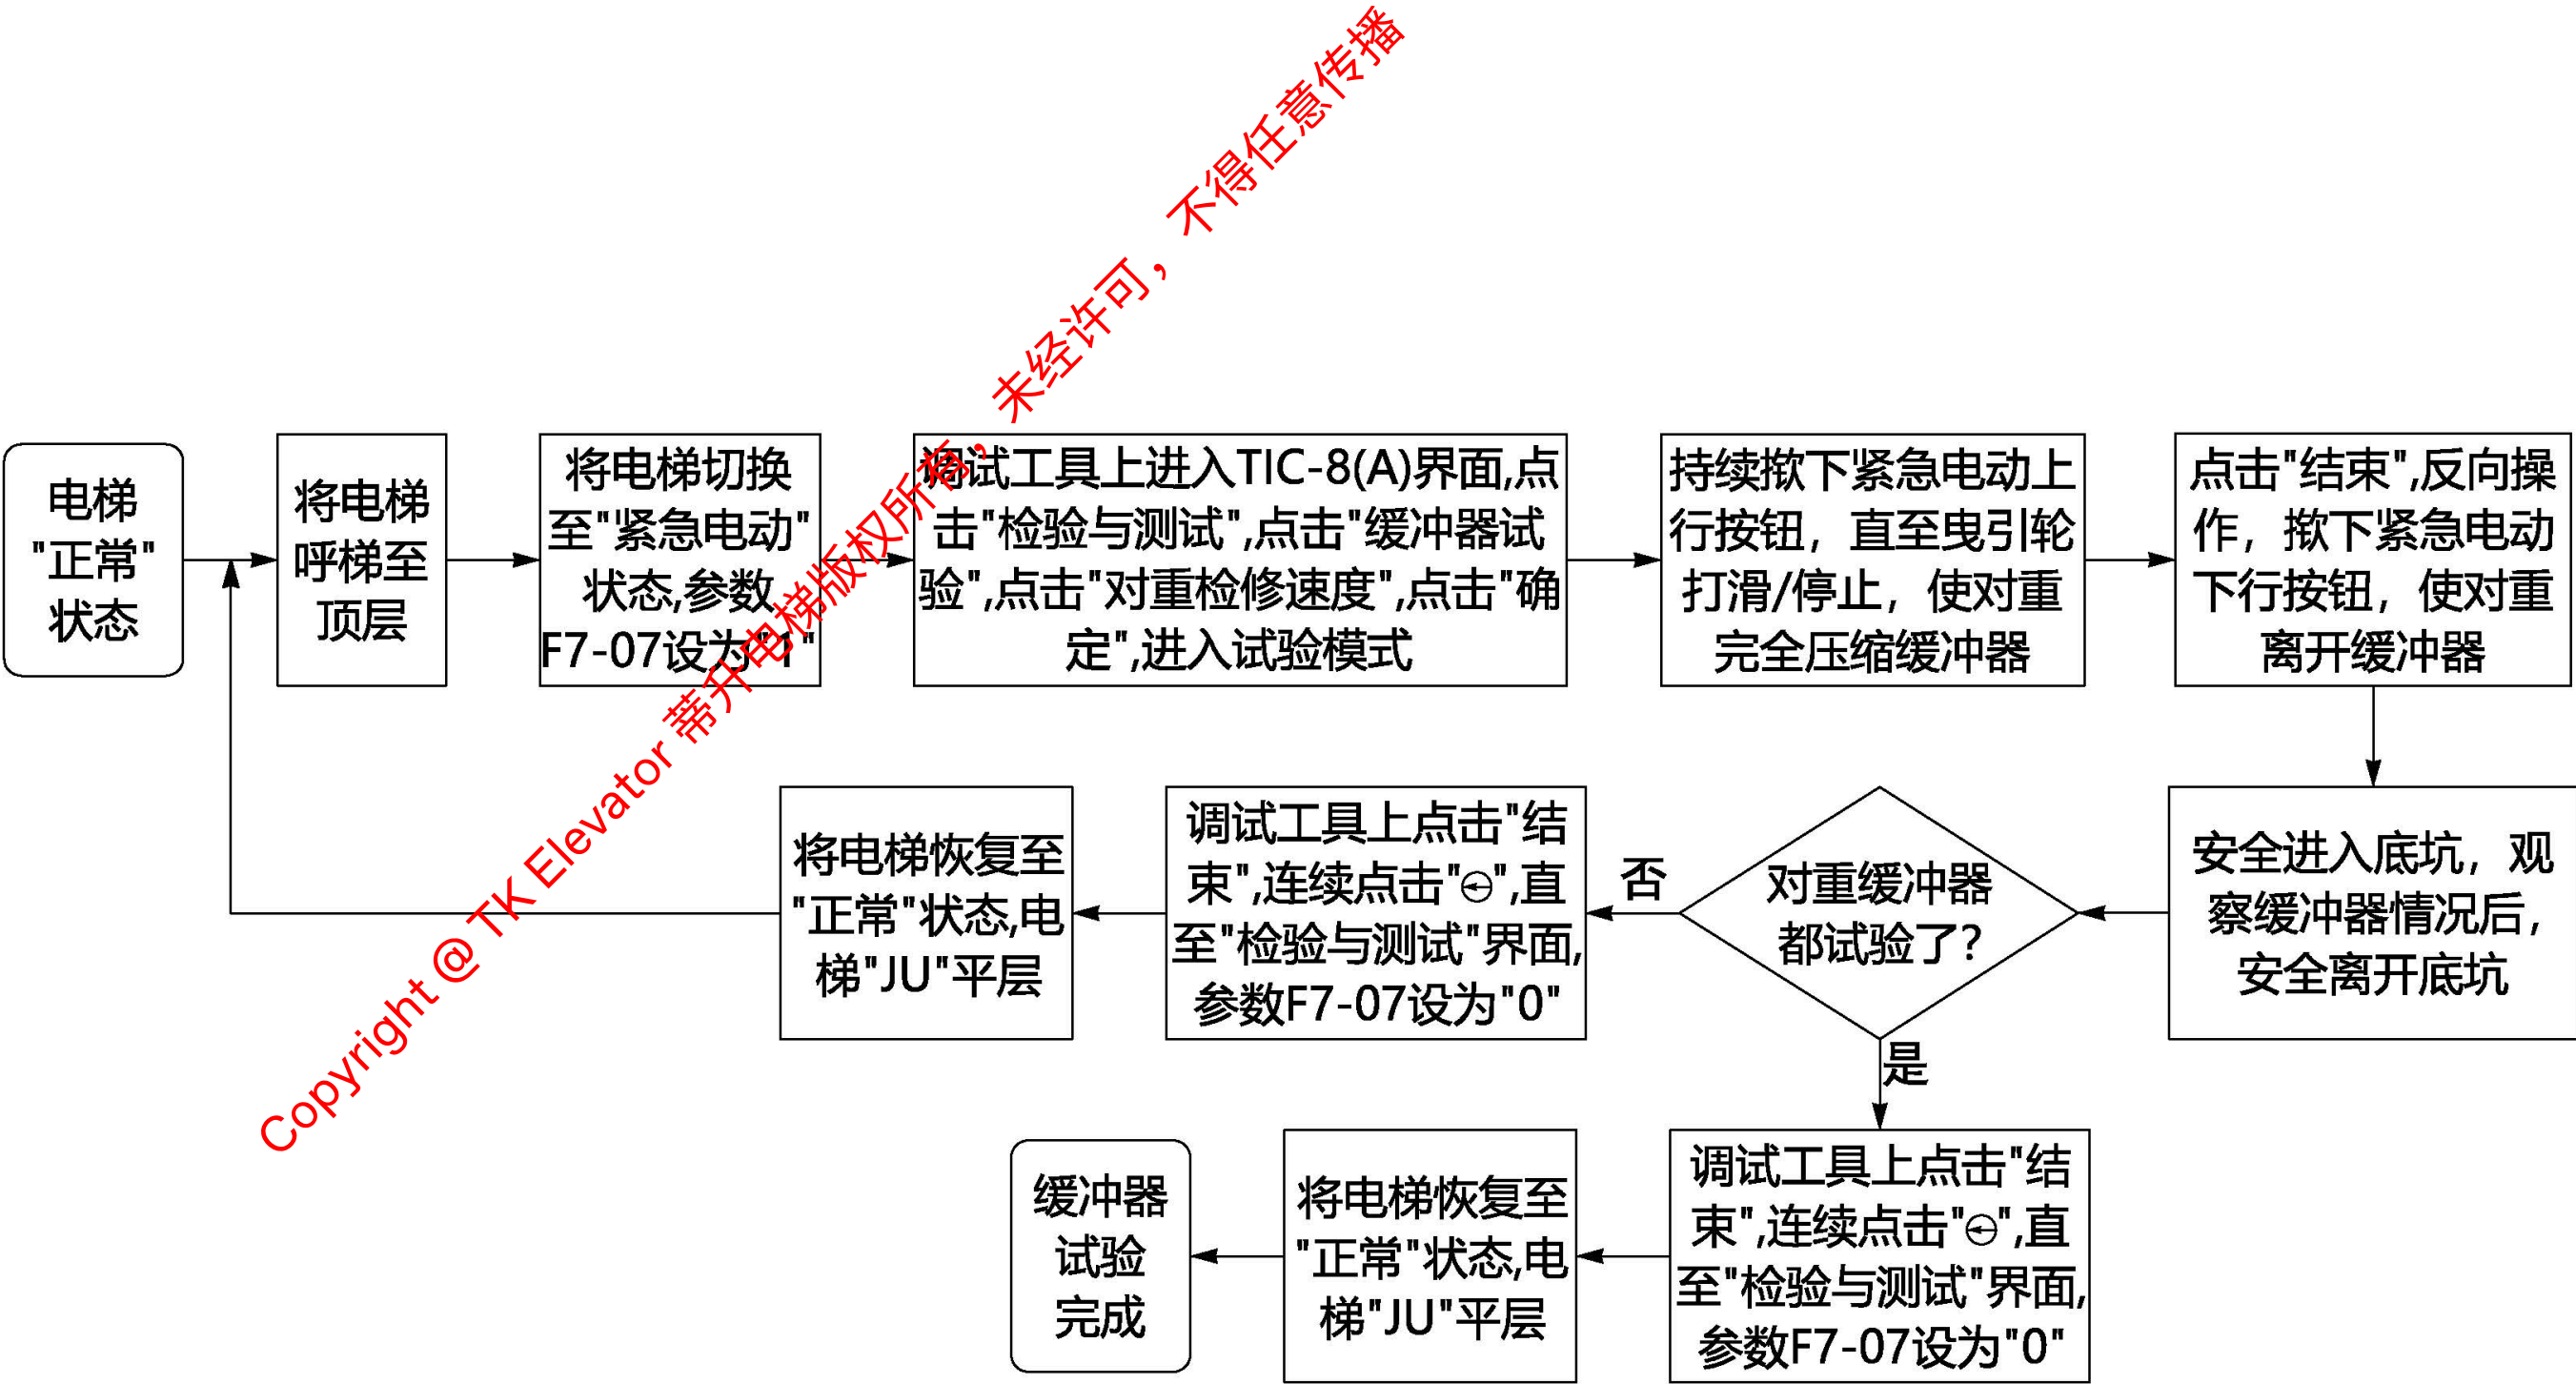 Copyright @ TK Elevator 蒂升电梯版权所有，未经许可，不得任意传播
电梯
"正常"
状态
将电梯
呼梯至
顶层
将电梯切换
至"紧急电动"
状态,参数
F7-07设为"1"
调试工具上进入TIC-8(A)界面,点
击"检验与测试",点击"缓冲器试
验",点击"对重检修速度",点击"确
定",进入试验模式
持续揿下紧急电动上
行按钮，直至曳引轮
打滑/停止，使对重
完全压缩缓冲器
点击"结束",反向操
作，揿下紧急电动
下行按钮，使对重
离开缓冲器
安全进入底坑，观
察缓冲器情况后，
安全离开底坑
对重缓冲器
都试验了？
否
调试工具上点击"结
束",连续点击"",直
至"检验与测试"界面,
参数F7-07设为"0"
将电梯恢复至
"正常"状态,电
梯"JU"平层
是
调试工具上点击"结
束",连续点击"",直
至"检验与测试"界面,
参数F7-07设为"0"
将电梯恢复至
"正常"状态,电
梯"JU"平层
缓冲器
试验
完成